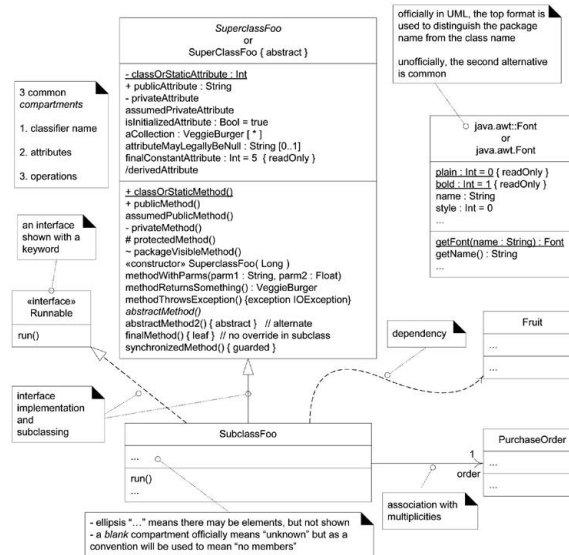 SuperclassFoo
or
SuperClassFoo { abstract }
- classOrStaticAttribute : Int
+ publicAttribute : String
- privateAttribute
assumedPrivateAttribute
isInitializedAttribute : Bool = true
aCollection : VeggieBurger [ * ]
attributeMayLegallyBeNull : String [0..1]
finalConstantAttribute : Int = 5 { readOnly }
/derivedAttribute
+ classOrStaticMethod()
+ publicMethod()
assumedPublicMethod()
- privateMethod()
# protectedMethod()
~ packageVisibleMethod()
«constructor» SuperclassFoo( Long )
methodWithParms(parm1 : String, parm2 : Float)
methodReturnsSomething() : VeggieBurger
methodThrowsException() {exception IOException}
abstractMethod()
abstractMethod2() { abstract } // alternate
finalMethod() { leaf } // no override in subclass
synchronizedMethod() { guarded }
3 common
compartments
1. classifier name
2. attributes
3. operations
officially in UML, the top format is
used to distinguish the package
name from the class name
unofficially, the second alternative
is common
java.awt::Font
or
java.awt.Font
plain : Int = 0 { readOnly }
bold : Int = 1 { readOnly }
name : String
style : Int = 0
...
getFont(name : String) : Font
getName() : String
...
an interface
shown with a
keyword
«interface»
Runnable
run()
interface
implementation
and
subclassing
dependency
Fruit
...
...
SubclassFoo
...
run()
...
1
order
PurchaseOrder
...
...
association with
multiplicities
- ellipsis “…” means there may be elements, but not shown
- a blank compartment officially means “unknown” but as a
convention will be used to mean “no members”